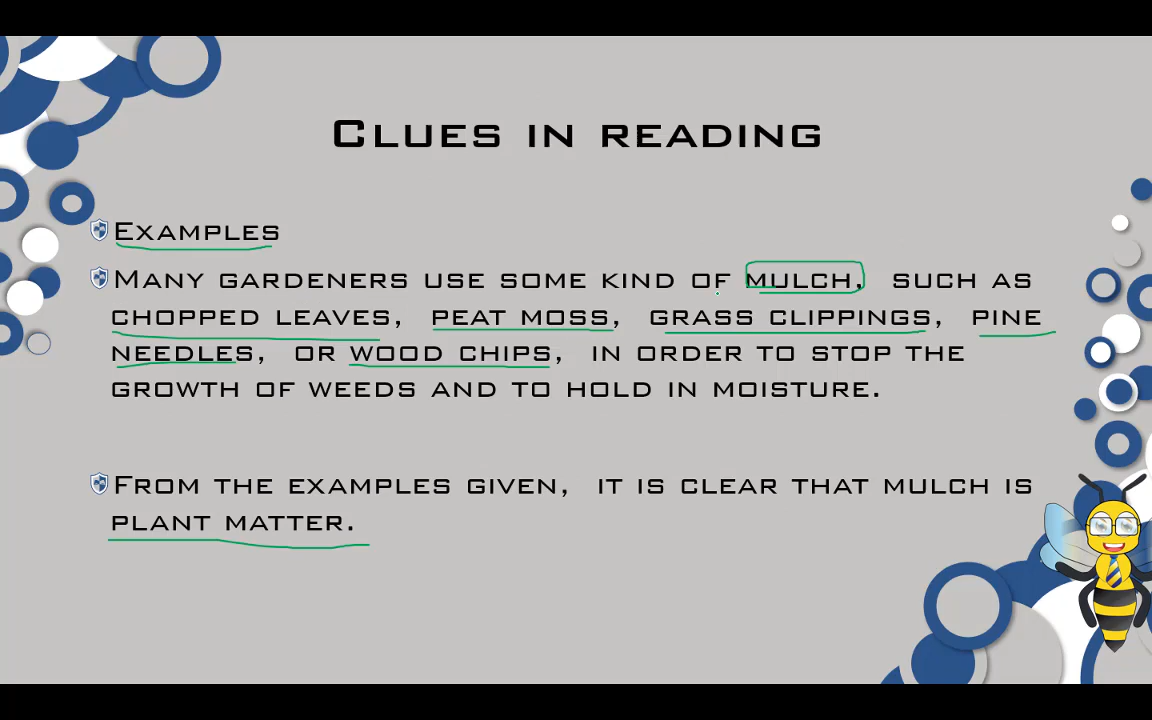 CLUES IN READING
EXAMPLES
MANY GARDENERS USE SOME KIND OF MULCH, SUCH AS
CHOPPED LEAVES, PEAT MOSS, GRASS CLIPPINGS, PINE
NEEDLES, OR WOOD CHIPS, IN ORDER TO STOP THE
GROWTH OF WEEDS AND TO HOLD IN MOISTURE.
FROM THE EXAMPLES GIVEN, IT IS CLEAR THAT MULCH IS
PLANT MATTER.